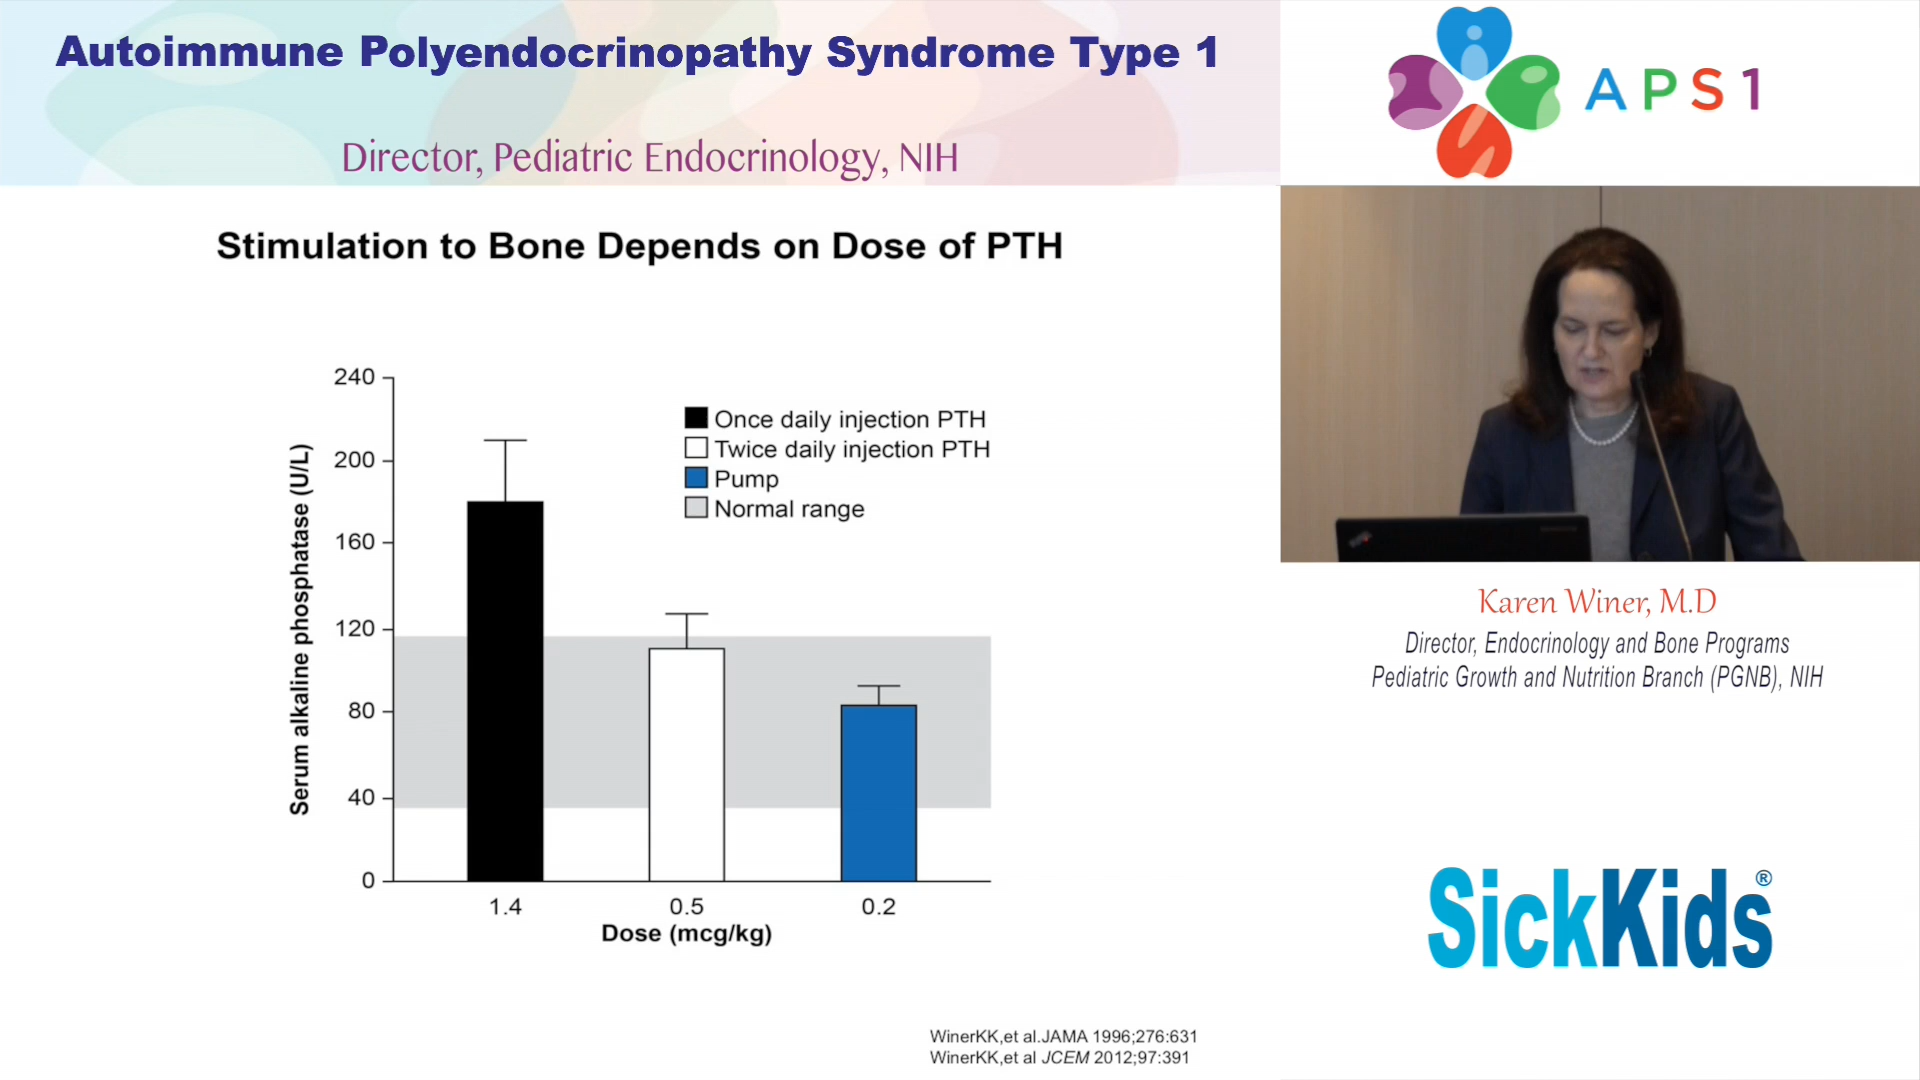 Autoimmune Polyendocrinopathy Syndrome Type 1
Director, Pediatric Endocrinology, NIH
APS1
Stimulation to Bone Depends on Dose of PTH
Serum alkaline phosphatase (U/L)
240
200
160
120
80
40
0
Once daily injection PTH
Twice daily injection PTH
Pump
Normal range
1.4
0.5
0.2
Dose (mcg/kg)
WinerKK,et al.JAMA 1996;276:631
WinerKK,et al JCEM 2012;97:391
Karen Winer, M.D
Director, Endocrinology and Bone Programs
Pediatric Growth and Nutrition Branch (PGNB), NIH
SickKids®